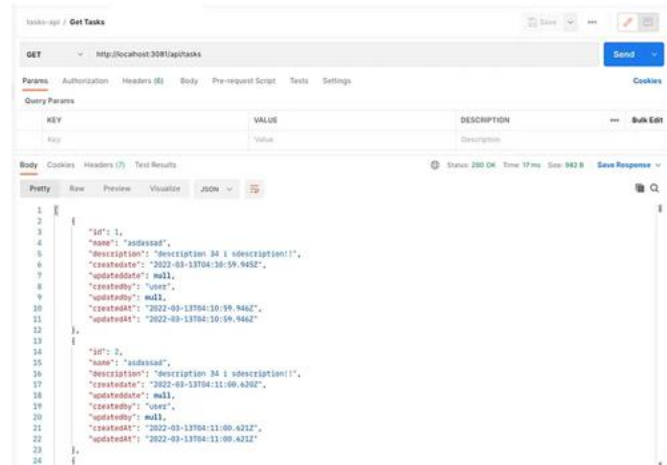 tasks-api / Get Tasks
Save
GET http://localhost:3081/api/tasks Send
Params Authorization Headers (6) Body Pre-request Script Tests Settings Cookies
Query Params
KEY VALUE DESCRIPTION Bulk Edit
Key Value Description
Body Cookies Headers (7) Test Results Status: 200 OK Time: 17 ms Size: 942 B Save Response
Pretty Raw Preview Visualize JSON
1 [
2 {
3 "id": 1,
4 "name": "asdassad",
5 "description": "description 34 i sdescription!!",
6 "createdate": "2022-03-13T04:10:59.945Z",
7 "updateddate": null,
8 "createdby": "user",
9 "updatedby": null,
10 "createdAt": "2022-03-13T04:10:59.946Z",
11 "updatedAt": "2022-03-13T04:10:59.946Z"
12 },
13 {
14 "id": 2,
15 "name": "asdassad",
16 "description": "description 34 i sdescription!!",
17 "createdate": "2022-03-13T04:11:00.620Z",
18 "updateddate": null,
19 "createdby": "user",
20 "updatedby": null,
21 "createdAt": "2022-03-13T04:11:00.621Z",
22 "updatedAt": "2022-03-13T04:11:00.621Z"
23 },
24 {